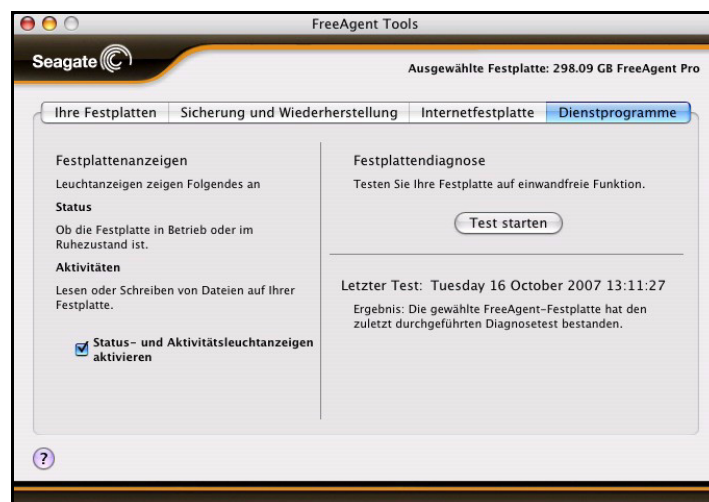 FreeAgent Tools
Seagate
Ausgewählte Festplatte: 298.09 GB FreeAgent Pro
Ihre Festplatten
Sicherung und Wiederherstellung
Internetfestplatte
Dienstprogramme
Festplattenanzeigen
Leuchtanzeigen zeigen Folgendes an
Status
Ob die Festplatte in Betrieb oder im
Ruhezustand ist.
Aktivitäten
Lesen oder Schreiben von Dateien auf Ihrer
Festplatte.
Status- und Aktivitätsleuchtanzeigen
aktivieren
Festplattendiagnose
Testen Sie Ihre Festplatte auf einwandfreie Funktion.
Test starten
Letzter Test: Tuesday 16 October 2007 13:11:27
Ergebnis: Die gewählte FreeAgent-Festplatte hat den
zuletzt durchgeführten Diagnosetest bestanden.
?